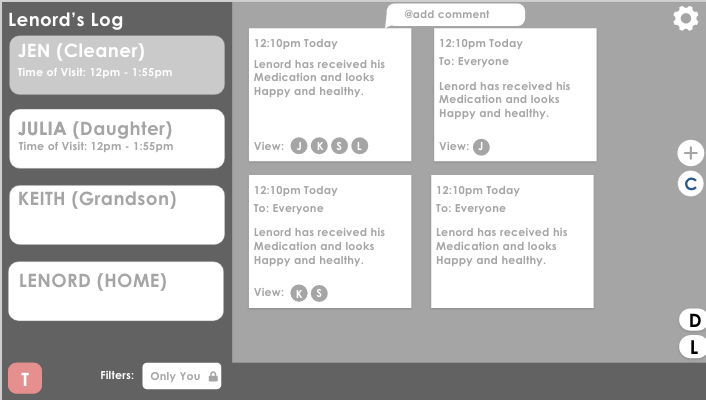 Lenord's Log
JEN (Cleaner)
Time of Visit: 12pm - 1:55pm
JULIA (Daughter)
Time of Visit: 12pm - 1:55pm
KEITH (Grandson)
LENORD (HOME)
T
Filters:
Only You
@add comment
12:10pm Today
Lenord has received his
Medication and looks
Happy and healthy.
View: J K S L
12:10pm Today
To: Everyone
Lenord has received his
Medication and looks
Happy and healthy.
View: J
12:10pm Today
To: Everyone
Lenord has received his
Medication and looks
Happy and healthy.
View: K S
12:10pm Today
To: Everyone
Lenord has received his
Medication and looks
Happy and healthy.
+
C
D
L